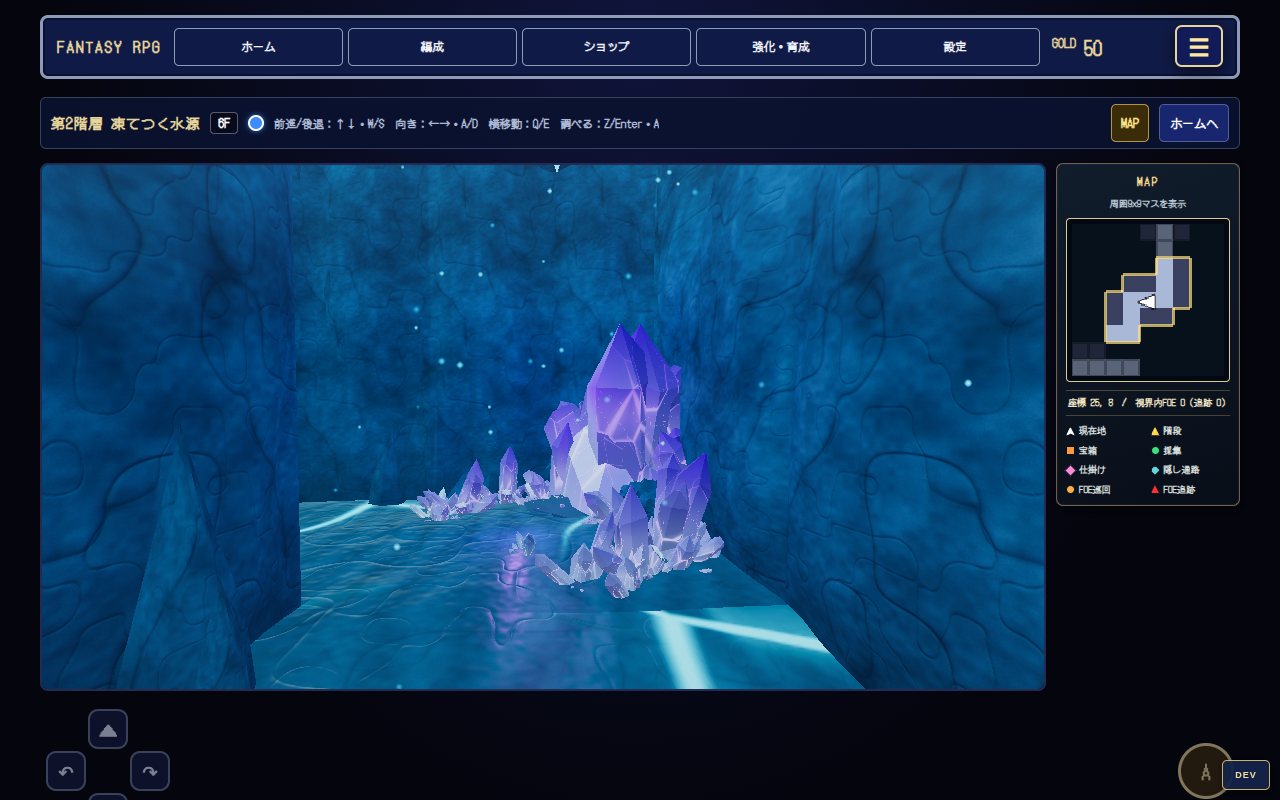 FANTASY RPG
ホーム
編成
ショップ
強化・育成
設定
GOLD 50
第2階層 凍てつく水源
6F
前進/後退：↑↓・W/S 向き：←→・A/D 横移動：Q/E 調べる：Z/Enter・A
MAP
ホームへ
MAP
周囲9x9マスを表示
座標 25, 8 / 視界内FOE 0 (追跡 0)
現在地
階段
宝箱
採集
仕掛け
隠し通路
FOE巡回
FOE追跡
A
DEV